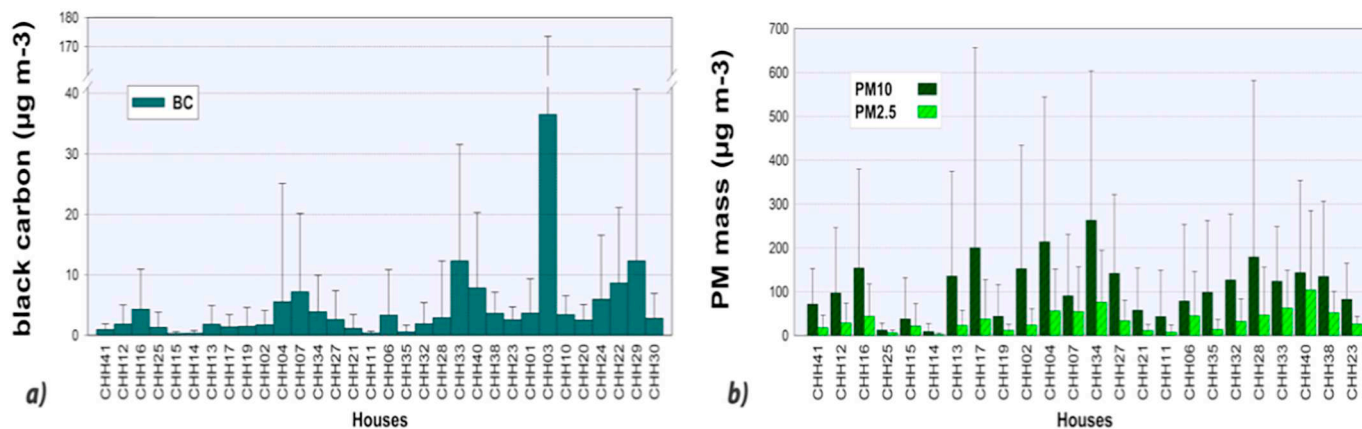 180
170
40
30
20
10
0
black carbon (µg m-3)
BC
CHH41
CHH12
CHH16
CHH25
CHH15
CHH14
CHH13
CHH17
CHH19
CHH02
CHH04
CHH07
CHH34
CHH27
CHH21
CHH11
CHH06
CHH35
CHH32
CHH28
CHH33
CHH40
CHH38
CHH23
CHH01
CHH03
CHH10
CHH20
CHH24
CHH22
CHH29
CHH30
Houses
a)
700
600
500
400
300
200
100
0
PM mass (µg m-3)
PM10
PM2.5
CHH41
CHH12
CHH16
CHH25
CHH15
CHH14
CHH13
CHH17
CHH19
CHH02
CHH04
CHH07
CHH34
CHH27
CHH21
CHH11
CHH06
CHH35
CHH32
CHH28
CHH33
CHH40
CHH38
CHH23
Houses
b)